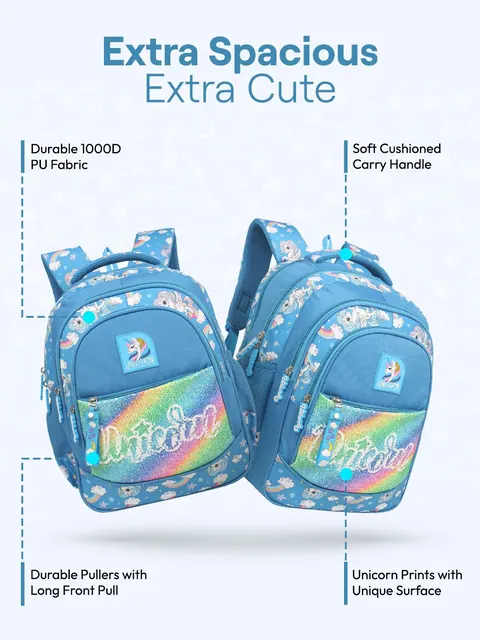 Extra Spacious
Extra Cute
Durable 1000D
PU Fabric
Soft Cushioned
Carry Handle
UNICORN
Unicorn
Unicorn
Durable Pullers with
Long Front Pull
Unicorn Prints with
Unique Surface